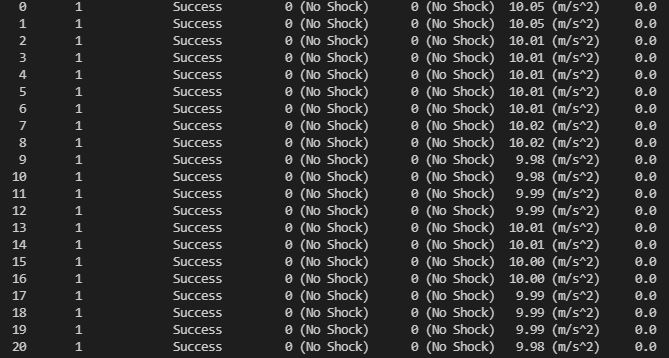 0 1 Success 0 (No Shock) 0 (No Shock) 10.05 (m/s^2) 0.0
1 1 Success 0 (No Shock) 0 (No Shock) 10.05 (m/s^2) 0.0
2 1 Success 0 (No Shock) 0 (No Shock) 10.01 (m/s^2) 0.0
3 1 Success 0 (No Shock) 0 (No Shock) 10.01 (m/s^2) 0.0
4 1 Success 0 (No Shock) 0 (No Shock) 10.01 (m/s^2) 0.0
5 1 Success 0 (No Shock) 0 (No Shock) 10.01 (m/s^2) 0.0
6 1 Success 0 (No Shock) 0 (No Shock) 10.01 (m/s^2) 0.0
7 1 Success 0 (No Shock) 0 (No Shock) 10.02 (m/s^2) 0.0
8 1 Success 0 (No Shock) 0 (No Shock) 10.02 (m/s^2) 0.0
9 1 Success 0 (No Shock) 0 (No Shock) 9.98 (m/s^2) 0.0
10 1 Success 0 (No Shock) 0 (No Shock) 9.98 (m/s^2) 0.0
11 1 Success 0 (No Shock) 0 (No Shock) 9.99 (m/s^2) 0.0
12 1 Success 0 (No Shock) 0 (No Shock) 9.99 (m/s^2) 0.0
13 1 Success 0 (No Shock) 0 (No Shock) 10.01 (m/s^2) 0.0
14 1 Success 0 (No Shock) 0 (No Shock) 10.01 (m/s^2) 0.0
15 1 Success 0 (No Shock) 0 (No Shock) 10.00 (m/s^2) 0.0
16 1 Success 0 (No Shock) 0 (No Shock) 10.00 (m/s^2) 0.0
17 1 Success 0 (No Shock) 0 (No Shock) 9.99 (m/s^2) 0.0
18 1 Success 0 (No Shock) 0 (No Shock) 9.99 (m/s^2) 0.0
19 1 Success 0 (No Shock) 0 (No Shock) 9.99 (m/s^2) 0.0
20 1 Success 0 (No Shock) 0 (No Shock) 9.98 (m/s^2) 0.0